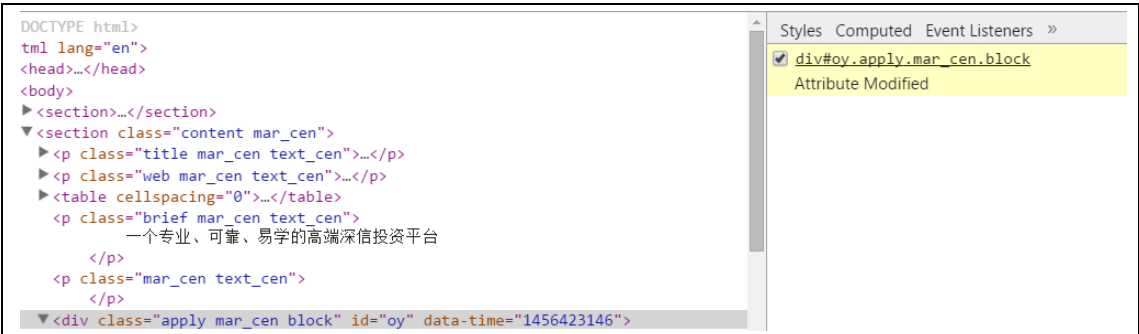 DOCTYPE html>
tml lang="en">
<head>…</head>
<body>
▶<section>…</section>
▼<section class="content mar_cen">
▶<p class="title mar_cen text_cen">…</p>
▶<p class="web mar_cen text_cen">…</p>
▶<table cellspacing="0">…</table>
<p class="brief mar_cen text_cen">
一个专业、可靠、易学的高端深信投资平台
</p>
<p class="mar_cen text_cen">
</p>
▼<div class="apply mar_cen block" id="oy" data-time="1456423146">
Styles Computed Event Listeners »
div#oy.apply.mar_cen.block
Attribute Modified